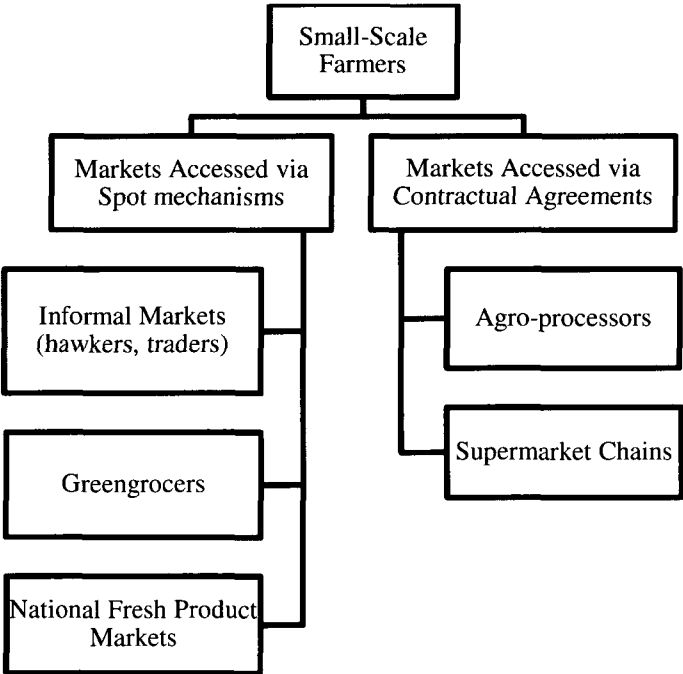 Small-Scale
Farmers
Markets Accessed via
Spot mechanisms
Markets Accessed via
Contractual Agreements
Informal Markets
(hawkers, traders)
Agro-processors
Greengrocers
Supermarket Chains
National Fresh Product
Markets